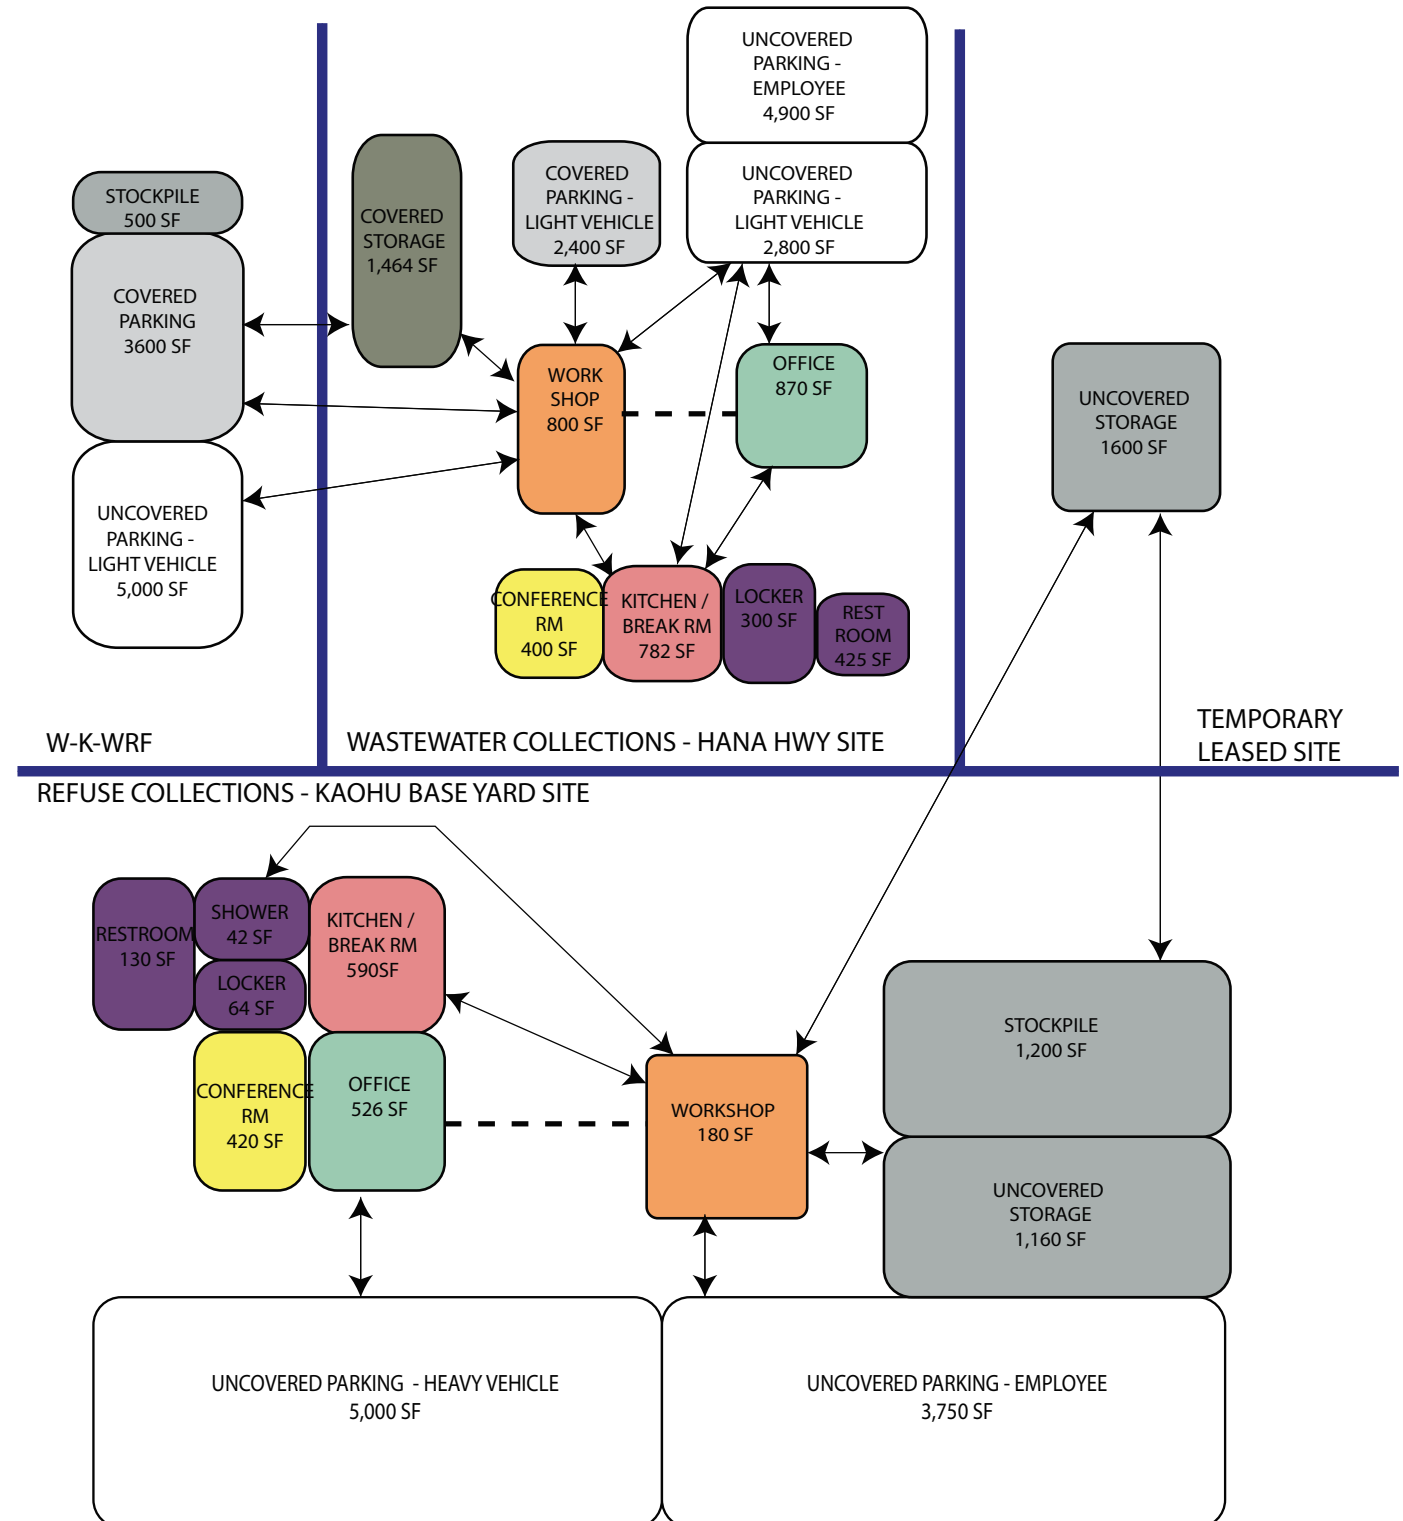 UNCOVERED
PARKING -
EMPLOYEE
4,900 SF
STOCKPILE
500 SF
COVERED
PARKING
3600 SF
UNCOVERED
PARKING -
LIGHT VEHICLE
5,000 SF
COVERED
STORAGE
1,464 SF
COVERED
PARKING -
LIGHT VEHICLE
2,400 SF
UNCOVERED
PARKING -
LIGHT VEHICLE
2,800 SF
WORK
SHOP
800 SF
OFFICE
870 SF
UNCOVERED
STORAGE
1600 SF
CONFERENCE
RM
400 SF
KITCHEN /
BREAK RM
782 SF
LOCKER
300 SF
REST
ROOM
425 SF
W-K-WRF
WASTEWATER COLLECTIONS - HANA HWY SITE
TEMPORARY
LEASED SITE
REFUSE COLLECTIONS - KAOHU BASE YARD SITE
RESTROOM
130 SF
SHOWER
42 SF
LOCKER
64 SF
KITCHEN /
BREAK RM
590SF
CONFERENCE
RM
420 SF
OFFICE
526 SF
WORKSHOP
180 SF
STOCKPILE
1,200 SF
UNCOVERED
STORAGE
1,160 SF
UNCOVERED PARKING - HEAVY VEHICLE
5,000 SF
UNCOVERED PARKING - EMPLOYEE
3,750 SF